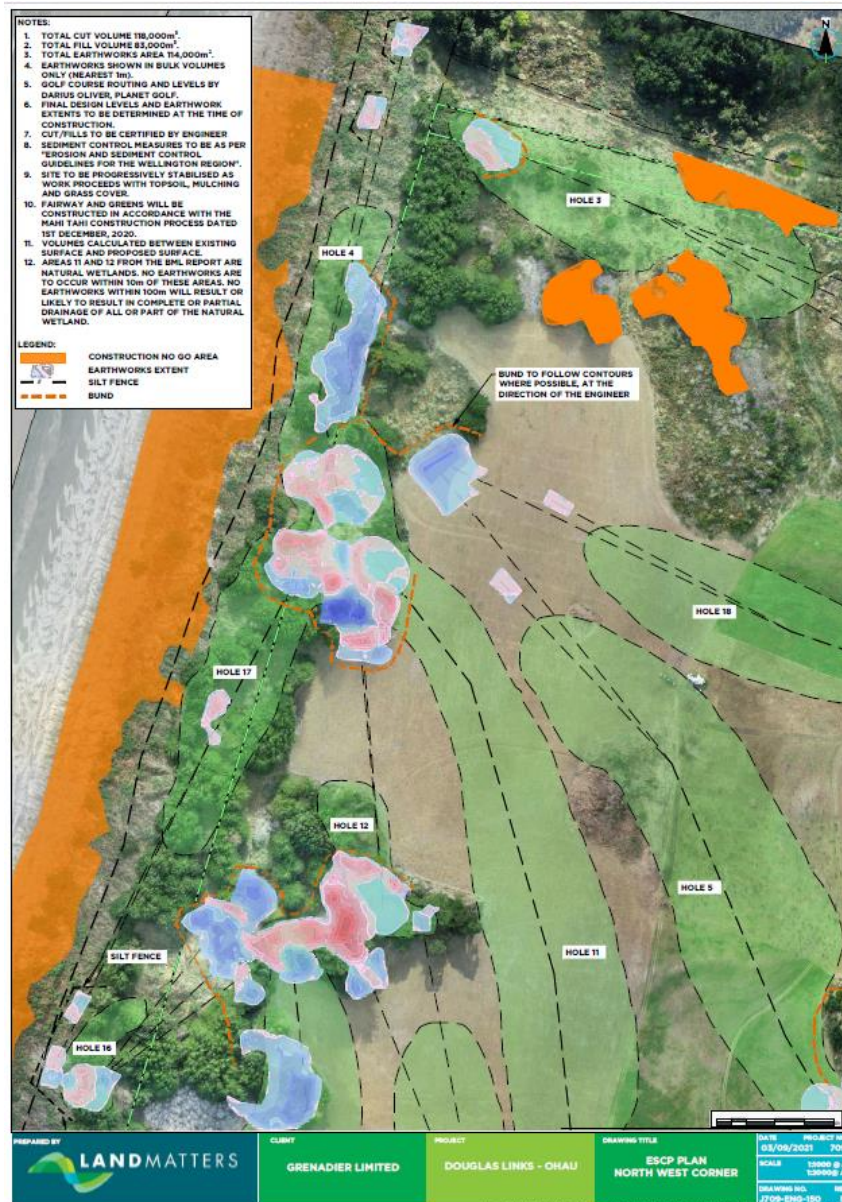 NOTES:
1. TOTAL CUT VOLUME 118,000m³.
2. TOTAL FILL VOLUME 83,000m³.
3. TOTAL EARTHWORKS AREA 114,000m².
4. EARTHWORKS SHOWN IN BULK VOLUMES
ONLY (NEAREST 1m).
5. GOLF COURSE ROUTING AND LEVELS BY
DARIUS OLIVER, PLANET GOLF.
6. FINAL DESIGN LEVELS AND EARTHWORK
EXTENTS TO BE DETERMINED AT THE TIME OF
CONSTRUCTION.
7. CUT/FILLS TO BE CERTIFIED BY ENGINEER
8. SEDIMENT CONTROL MEASURES TO BE AS PER
"EROSION AND SEDIMENT CONTROL
GUIDELINES FOR THE WELLINGTON REGION".
9. SITE TO BE PROGRESSIVELY STABILISED AS
WORK PROCEEDS WITH TOPSOIL, MULCHING
AND GRASS COVER.
10. FAIRWAY AND GREENS WILL BE
CONSTRUCTED IN ACCORDANCE WITH THE
MAHI TAHI CONSTRUCTION PROCESS DATED
1ST DECEMBER, 2020.
11. VOLUMES CALCULATED BETWEEN EXISTING
SURFACE AND PROPOSED SURFACE.
12. AREAS 11 AND 12 FROM THE BML REPORT ARE
NATURAL WETLANDS. NO EARTHWORKS ARE
TO OCCUR WITHIN 10m OF THESE AREAS. NO
EARTHWORKS WITHIN 100m WILL RESULT OR
LIKELY TO RESULT IN COMPLETE OR PARTIAL
DRAINAGE OF ALL OR PART OF THE NATURAL
WETLAND.
LEGEND:
CONSTRUCTION NO GO AREA
EARTHWORKS EXTENT
SILT FENCE
BUND
N
HOLE 3
HOLE 4
BUND TO FOLLOW CONTOURS
WHERE POSSIBLE, AT THE
DIRECTION OF THE ENGINEER
HOLE 18
HOLE 17
HOLE 12
HOLE 5
HOLE 11
SILT FENCE
HOLE 16
PREPARED BY
LANDMATTERS
CLIENT
GRENADIER LIMITED
PROJECT
DOUGLAS LINKS - OHAU
DRAWING TITLE
ESCP PLAN
NORTH WEST CORNER
DATE
03/09/2021
PROJECT
SCALE
DRAWING NO.
J709-ENG-150